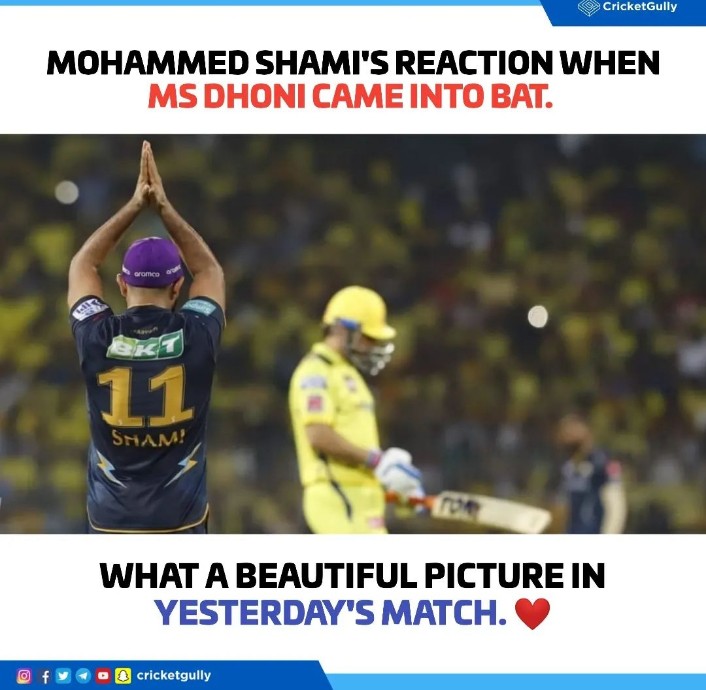 CricketGully
MOHAMMED SHAMI'S REACTION WHEN
MS DHONI CAME INTO BAT.
aramco
BKT
11
SHAMI
WHAT A BEAUTIFUL PICTURE IN
YESTERDAY'S MATCH. ❤️
cricketgully